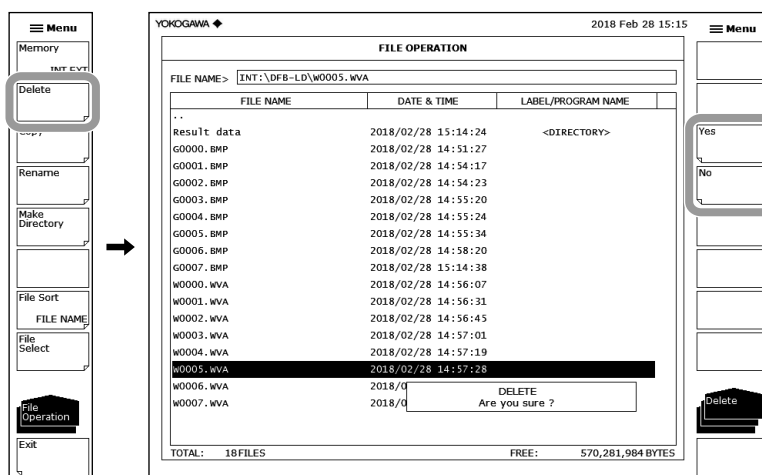 Menu
Memory
INT EXT
Delete
Copy
Rename
Make
Directory
File Sort
FILE NAME
File
Select
File
Operation
Exit
YOKOGAWA ◆
2018 Feb 28 15:15
FILE OPERATION
FILE NAME> INT:\DFB-LD\W0005.WVA
FILE NAME DATE & TIME LABEL/PROGRAM NAME
..
Result data 2018/02/28 15:14:24 <DIRECTORY>
G0000.BMP 2018/02/28 14:51:27
G0001.BMP 2018/02/28 14:54:17
G0002.BMP 2018/02/28 14:54:23
G0003.BMP 2018/02/28 14:55:20
G0004.BMP 2018/02/28 14:55:24
G0005.BMP 2018/02/28 14:55:34
G0006.BMP 2018/02/28 14:58:20
G0007.BMP 2018/02/28 15:14:38
W0000.WVA 2018/02/28 14:56:07
W0001.WVA 2018/02/28 14:56:31
W0002.WVA 2018/02/28 14:56:45
W0003.WVA 2018/02/28 14:57:01
W0004.WVA 2018/02/28 14:57:19
W0005.WVA 2018/02/28 14:57:28
W0006.WVA 2018/0
W0007.WVA 2018/0
DELETE
Are you sure ?
TOTAL: 18FILES FREE: 570,281,984 BYTES
Menu
Yes
No
Delete